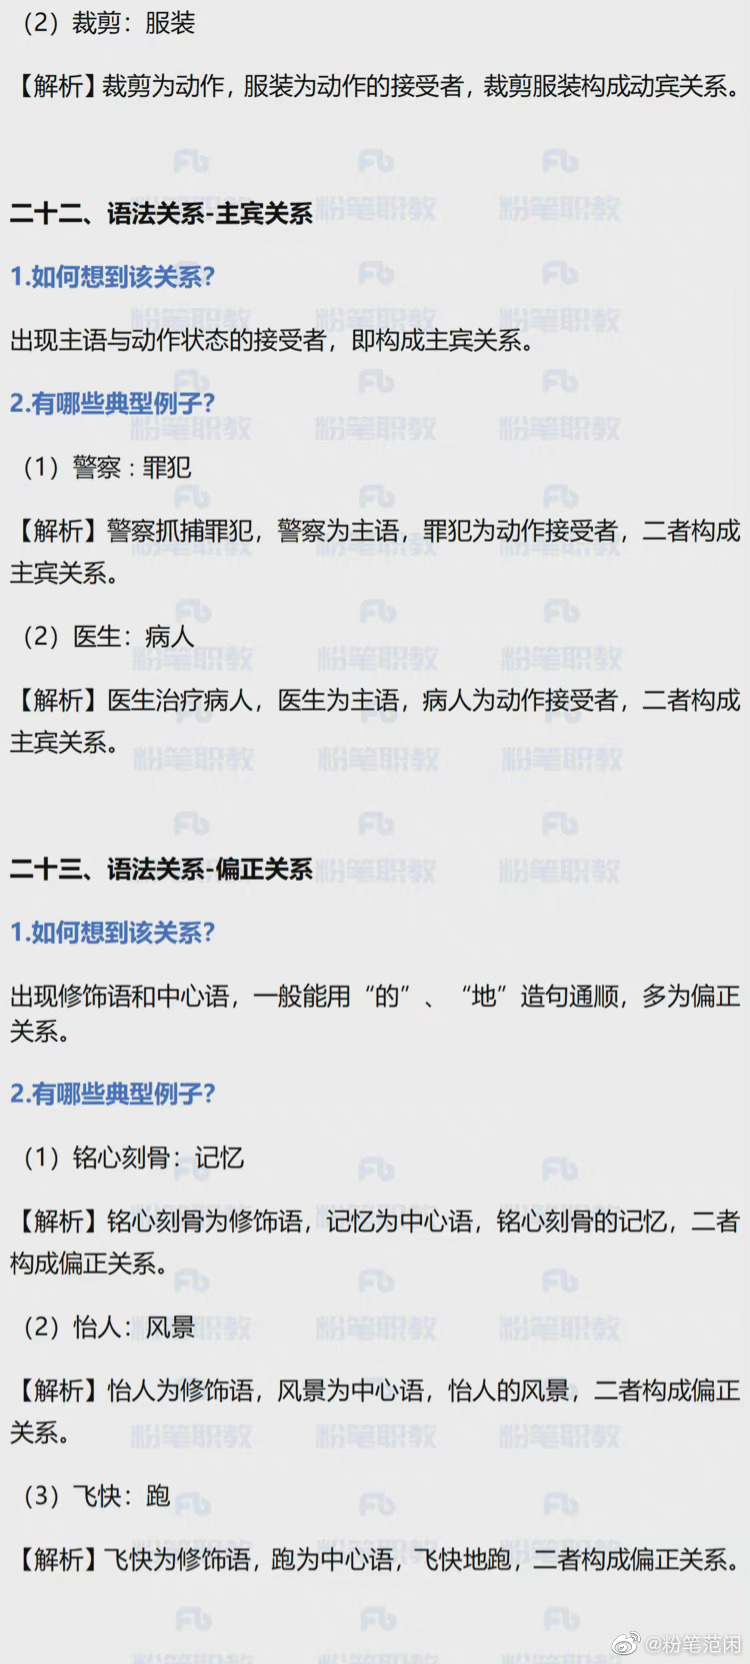 （2）裁剪：服装
【解析】裁剪为动作，服装为动作的接受者，裁剪服装构成动宾关系。
二十二、语法关系-主宾关系
1.如何想到该关系？
出现主语与动作状态的接受者，即构成主宾关系。
2.有哪些典型例子？
（1）警察：罪犯
【解析】警察抓捕罪犯，警察为主语，罪犯为动作接受者，二者构成
主宾关系。
（2）医生：病人
【解析】医生治疗病人，医生为主语，病人为动作接受者，二者构成
主宾关系。
二十三、语法关系-偏正关系
1.如何想到该关系？
出现修饰语和中心语，一般能用“的”、“地”造句通顺，多为偏正
关系。
2.有哪些典型例子？
（1）铭心刻骨：记忆
【解析】铭心刻骨为修饰语，记忆为中心语，铭心刻骨的记忆，二者
构成偏正关系。
（2）怡人：风景
【解析】怡人为修饰语，风景为中心语，怡人的风景，二者构成偏正
关系。
（3）飞快：跑
【解析】飞快为修饰语，跑为中心语，飞快地跑，二者构成偏正关系。
@粉笔范闲
粉笔职教